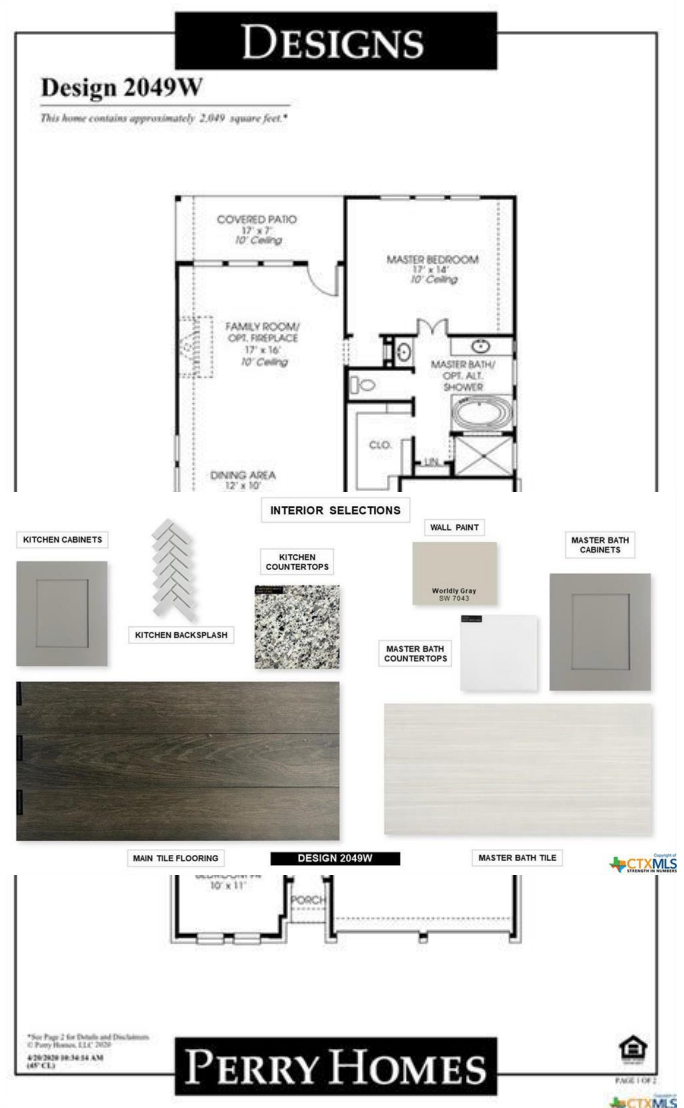 DESIGNS
Design 2049W
This home contains approximately 2,049 square feet.*
COVERED PATIO
17' x 7'
10' Ceiling
MASTER BEDROOM
17' x 14'
10' Ceiling
FAMILY ROOM/
OPT. FIREPLACE
17' x 16'
10' Ceiling
MASTER BATH/
OPT. ALT.
SHOWER
CLO.
LIN.
DINING AREA
12' x 10'
INTERIOR SELECTIONS
KITCHEN CABINETS
KITCHEN BACKSPLASH
KITCHEN
COUNTERTOPS
WALL PAINT
Worldly Gray
SW 7043
MASTER BATH
COUNTERTOPS
MASTER BATH
CABINETS
MAIN TILE FLOORING
DESIGN 2049W
MASTER BATH TILE
Copyright of
CTXMLS
STRENGTH IN NUMBERS
10' x 11'
PORCH
*See Page 2 for Details and Disclaimers.
© Perry Homes, LLC 2020
4/20/2020 10:34:14 AM
(45' CL)
PERRY HOMES
PAGE 1 OF 2
Copyright of
CTXMLS